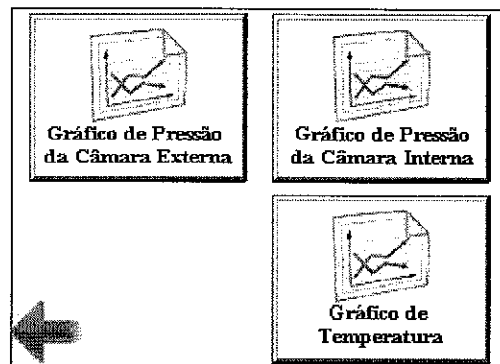 Gráfico de Pressão
da Câmara Externa
Gráfico de Pressão
da Câmara Interna
Gráfico de
Temperatura